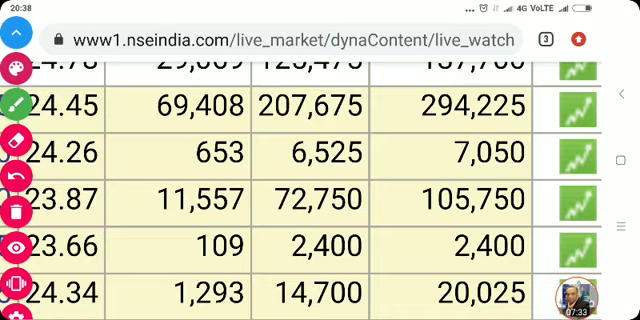 20:38
4G VoLTE
www1.nseindia.com/live_market/dynaContent/live_watch
3
24.45 69,408 207,675 294,225
24.26 653 6,525 7,050
23.87 11,557 72,750 105,750
23.66 109 2,400 2,400
24.34 1,293 14,700 20,025
07:33